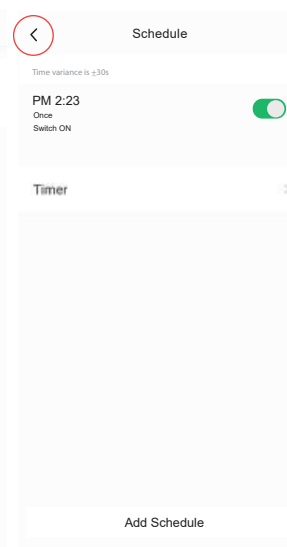 Schedule
Time variance is ±30s
PM 2:23
Once
Switch ON
Timer
Add Schedule